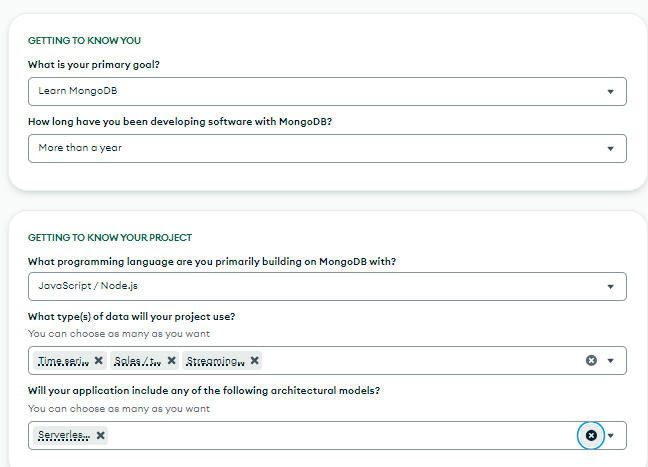 GETTING TO KNOW YOU
What is your primary goal?
Learn MongoDB
How long have you been developing software with MongoDB?
More than a year
GETTING TO KNOW YOUR PROJECT
What programming language are you primarily building on MongoDB with?
JavaScript / Node.js
What type(s) of data will your project use?
You can choose as many as you want
Time seri... Sales / t... Streaming...
Will your application include any of the following architectural models?
You can choose as many as you want
Serverles...